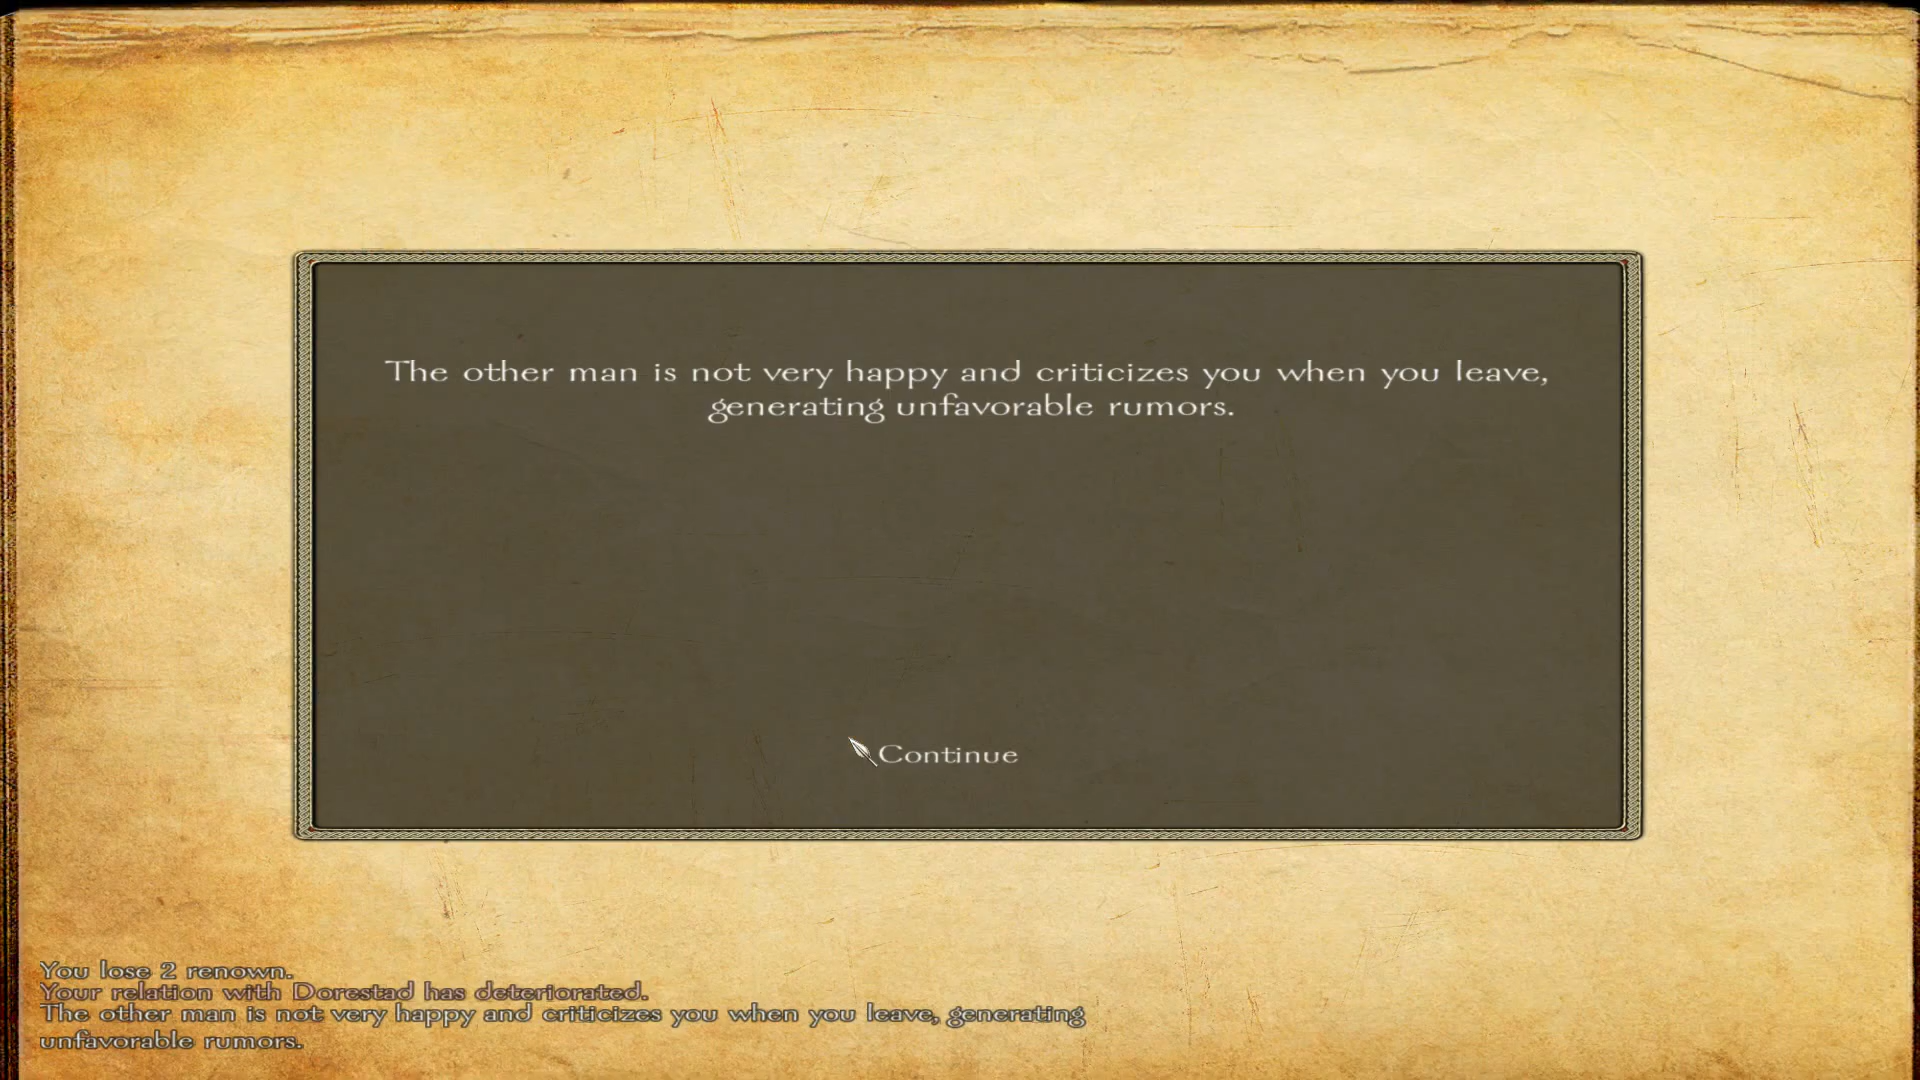 The other man is not very happy and criticizes you when you leave,
generating unfavorable rumors.
Continue
You lose 2 renown.
Your relation with Dorestad has deteriorated.
The other man is not very happy and criticizes you when you leave, generating
unfavorable rumors.